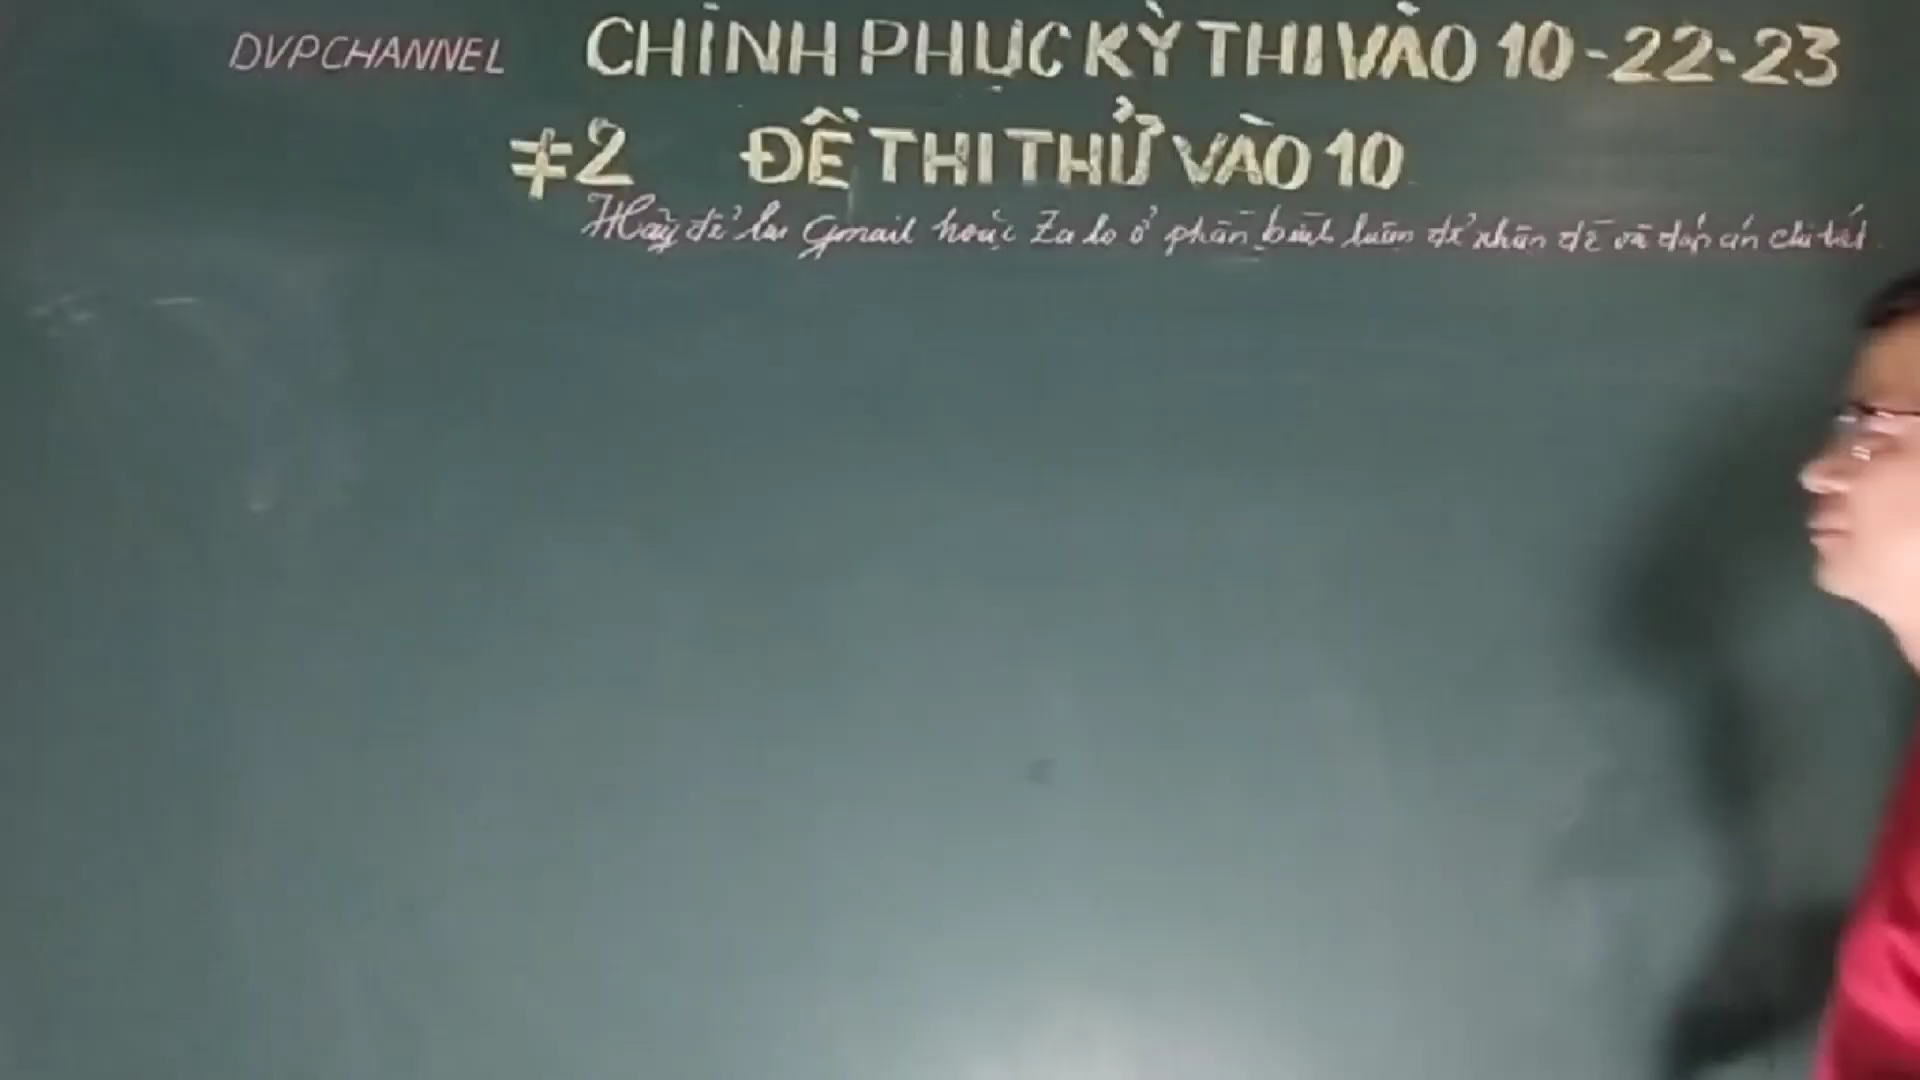 DVPCHANNEL CHINH PHỤC KỲ THI VÀO 10-22-23
#2 ĐỀ THI THỬ VÀO 10
Hãy để lại Gmail hoặc Zalo ở phần bình luận để nhận đề và đáp án chi tiết